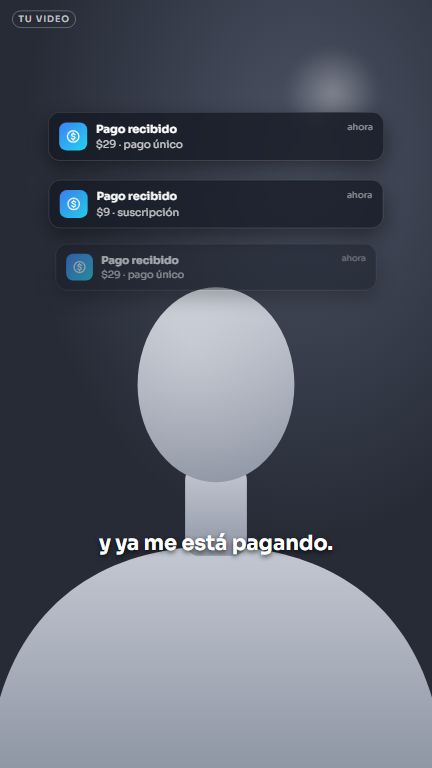 TU VIDEO
Pago recibido
ahora
$29 · pago único
Pago recibido
ahora
$9 · suscripción
Pago recibido
ahora
$29 · pago único
y ya me está pagando.